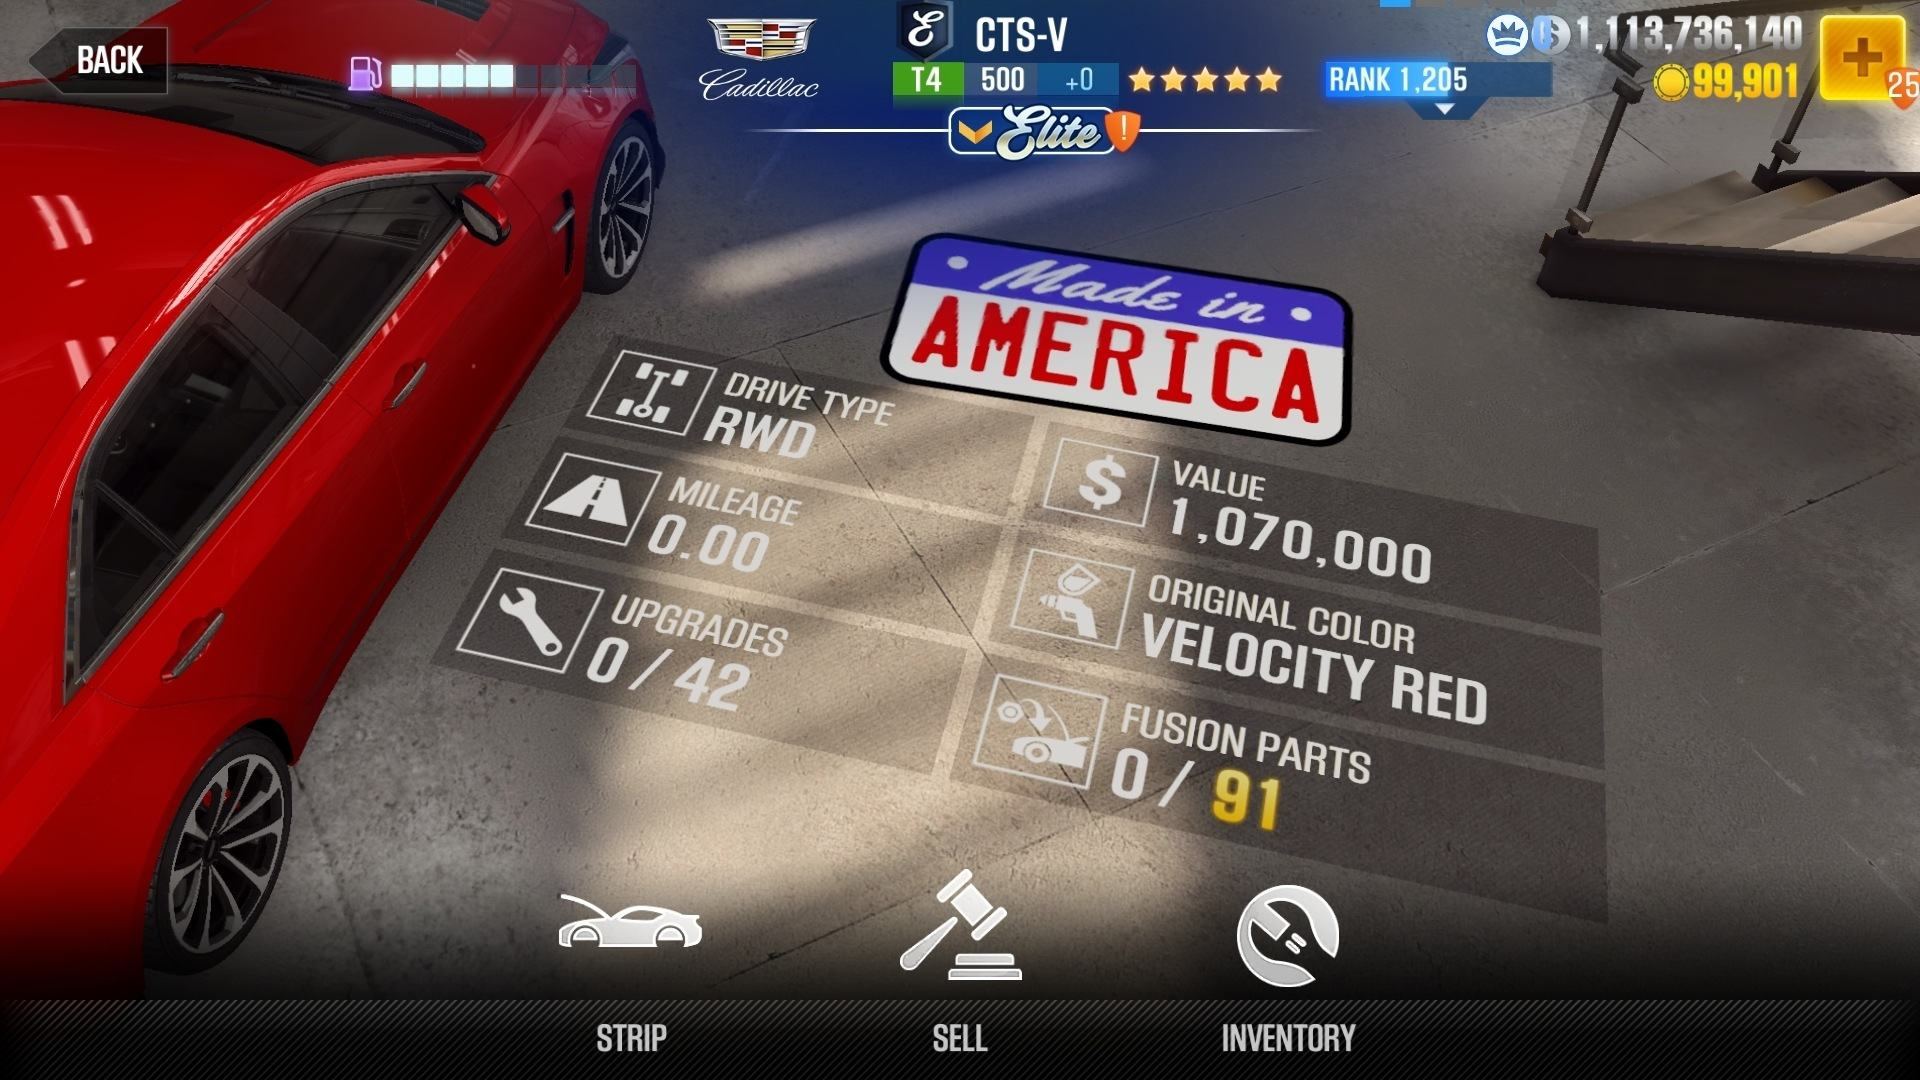 BACK
Cadillac
CTS-V
T4 500 +0
RANK 1,205
1,113,736,140
99,901
25
Elite
!
Made in
AMERICA
DRIVE TYPE
RWD
MILEAGE
0.00
UPGRADES
0 / 42
$
VALUE
1,070,000
ORIGINAL COLOR
VELOCITY RED
FUSION PARTS
0 / 91
STRIP
SELL
INVENTORY